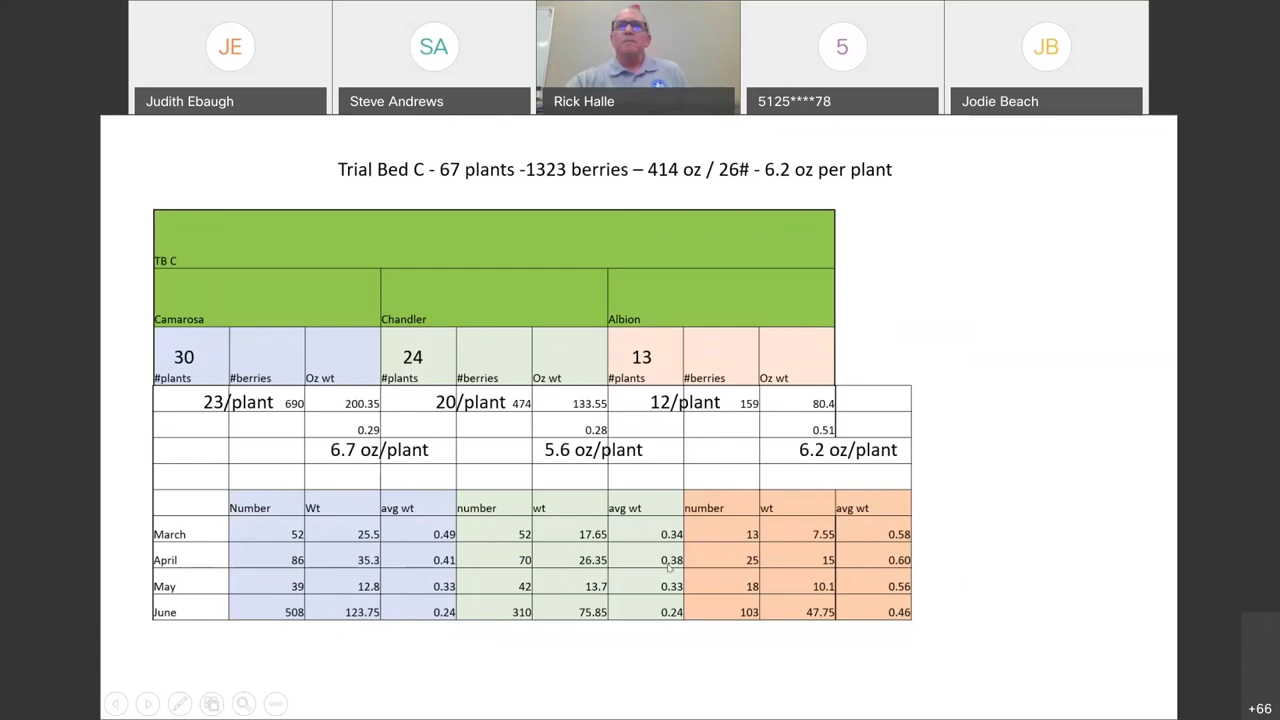 JE
SA
5
JB
Judith Ebaugh
Steve Andrews
Rick Halle
5125****78
Jodie Beach
Trial Bed C - 67 plants -1323 berries – 414 oz / 26# - 6.2 oz per plant
TB C
Camarosa Chandler Albion
30 24 13
#plants #berries Oz wt #plants #berries Oz wt #plants #berries Oz wt
23/plant 690 200.35 20/plant 474 133.55 12/plant 159 80.4
0.29 0.28 0.51
6.7 oz/plant 5.6 oz/plant 6.2 oz/plant
Number Wt avg wt number wt avg wt number wt avg wt
March 52 25.5 0.49 52 17.65 0.34 13 7.55 0.58
April 86 35.3 0.41 70 26.35 0.38 25 15 0.60
May 39 12.8 0.33 42 13.7 0.33 18 10.1 0.56
June 508 123.75 0.24 310 75.85 0.24 103 47.75 0.46
+66